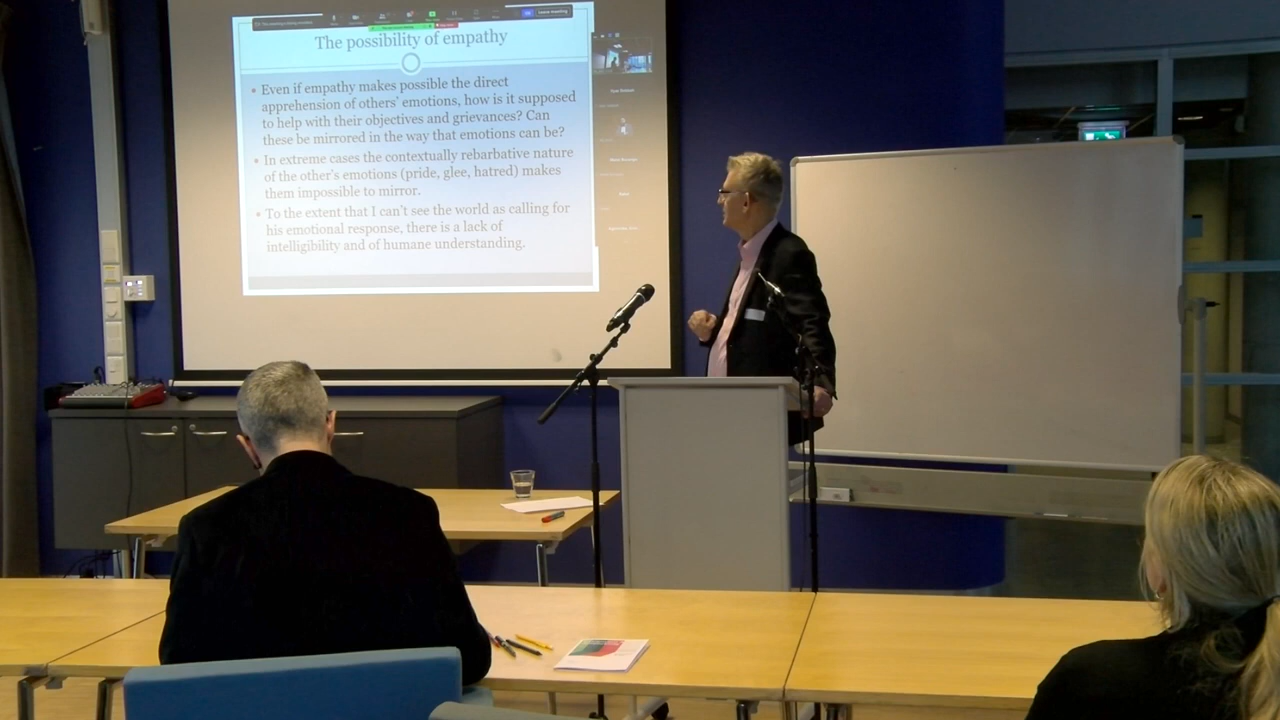 Leave meeting
The possibility of empathy
• Even if empathy makes possible the direct
apprehension of others' emotions, how is it supposed
to help with their objectives and grievances? Can
these be mirrored in the way that emotions can be?
• In extreme cases the contextually rebarbative nature
of the other's emotions (pride, glee, hatred) makes
them impossible to mirror.
• To the extent that I can't see the world as calling for
his emotional response, there is a lack of
intelligibility and of humane understanding.